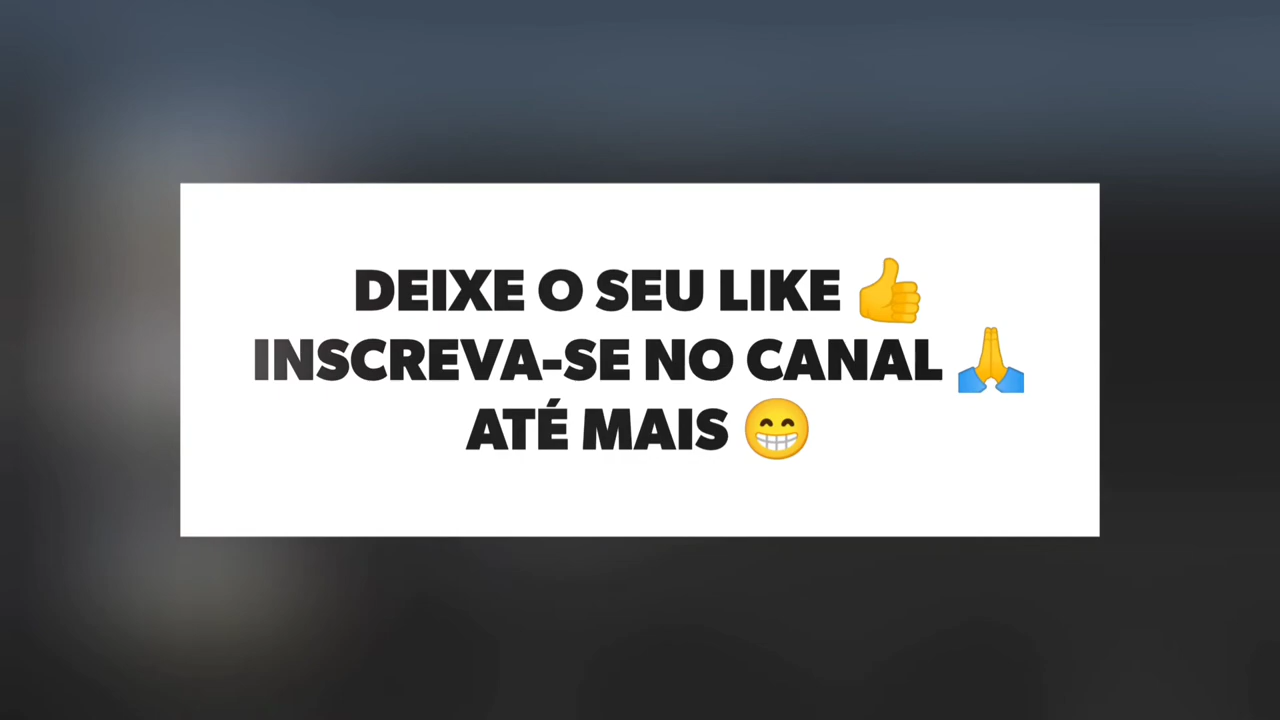 DEIXE O SEU LIKE 👍
INSCREVA-SE NO CANAL 🙏
ATÉ MAIS 😁